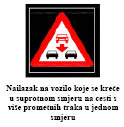 Nailazak na vozilo koje se kreće
u suprotnom smjeru na cesti s
više prometnih traka u jednom
smjeru